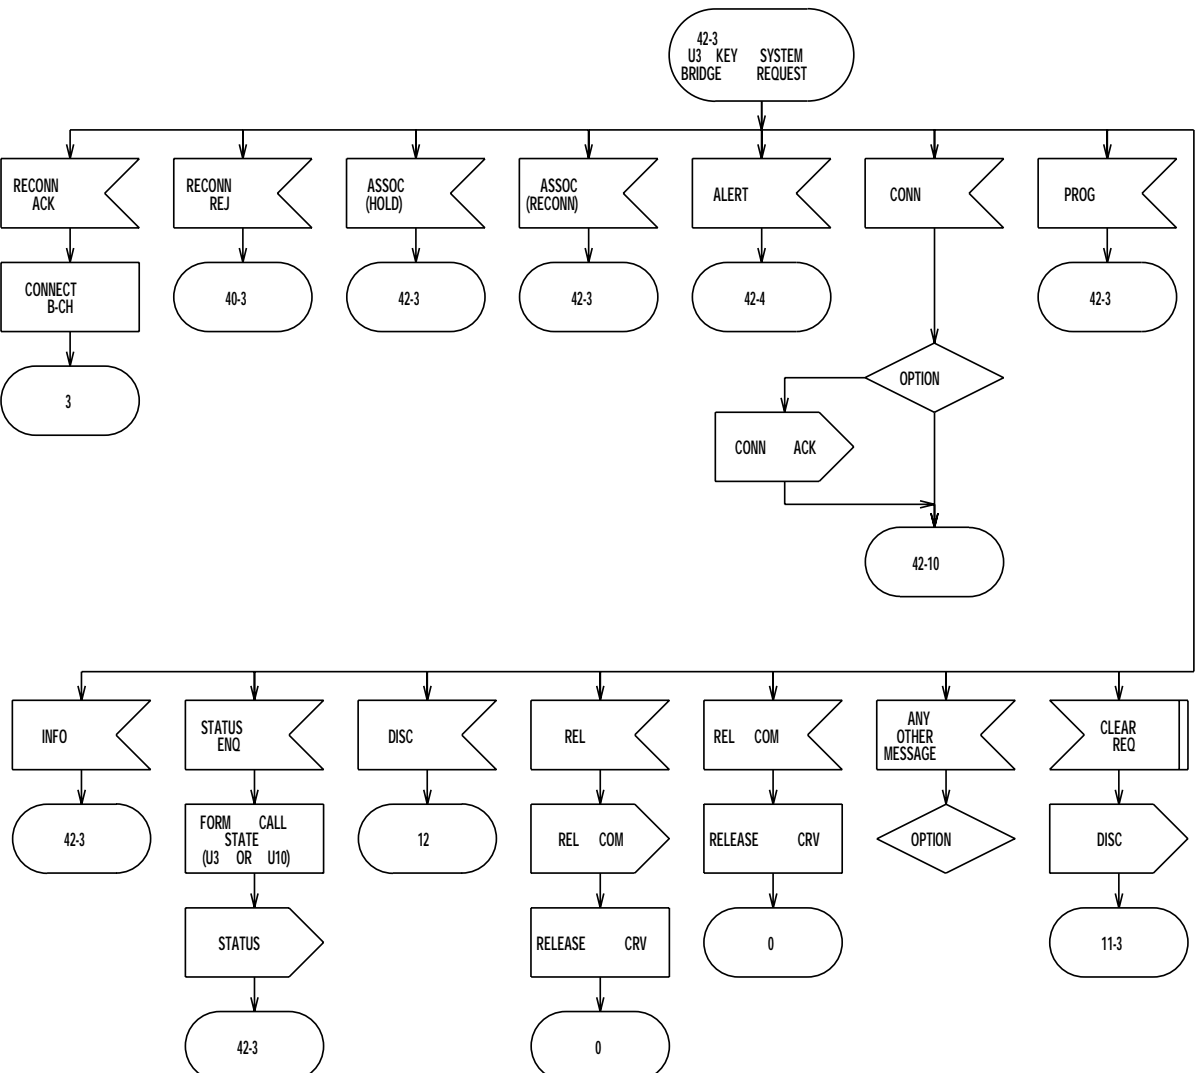 42-3
U3 KEY SYSTEM
BRIDGE REQUEST
RECONN
ACK
RECONN
REJ
ASSOC
(HOLD)
ASSOC
(RECONN)
ALERT
CONN
PROG
CONNECT
B-CH
40-3
42-3
42-3
42-4
42-3
3
OPTION
CONN ACK
42-10
INFO
STATUS
ENQ
DISC
REL
REL COM
ANY
OTHER
MESSAGE
CLEAR
REQ
42-3
FORM CALL
STATE
(U3 OR U10)
12
REL COM
RELEASE CRV
OPTION
DISC
STATUS
RELEASE CRV
0
11-3
42-3
0